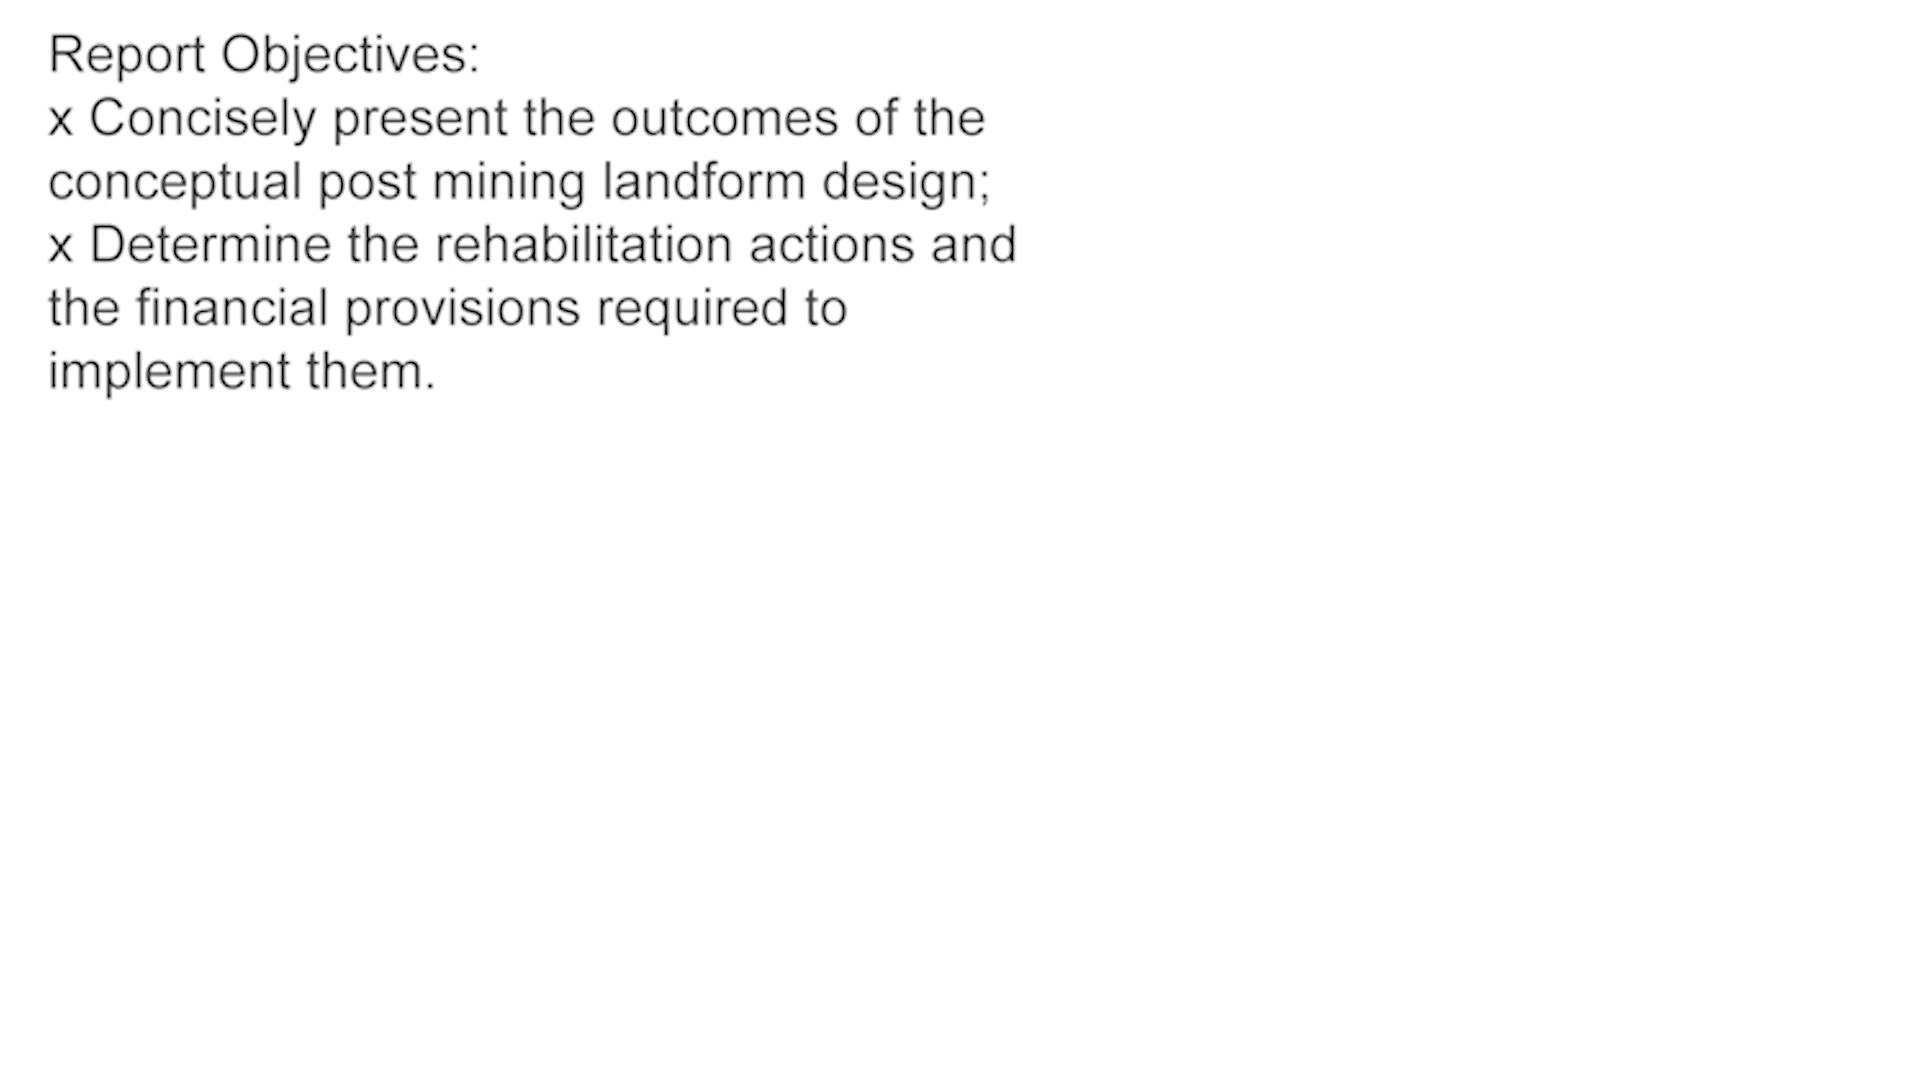 Report Objectives:
x Concisely present the outcomes of the
conceptual post mining landform design;
x Determine the rehabilitation actions and
the financial provisions required to
implement them.